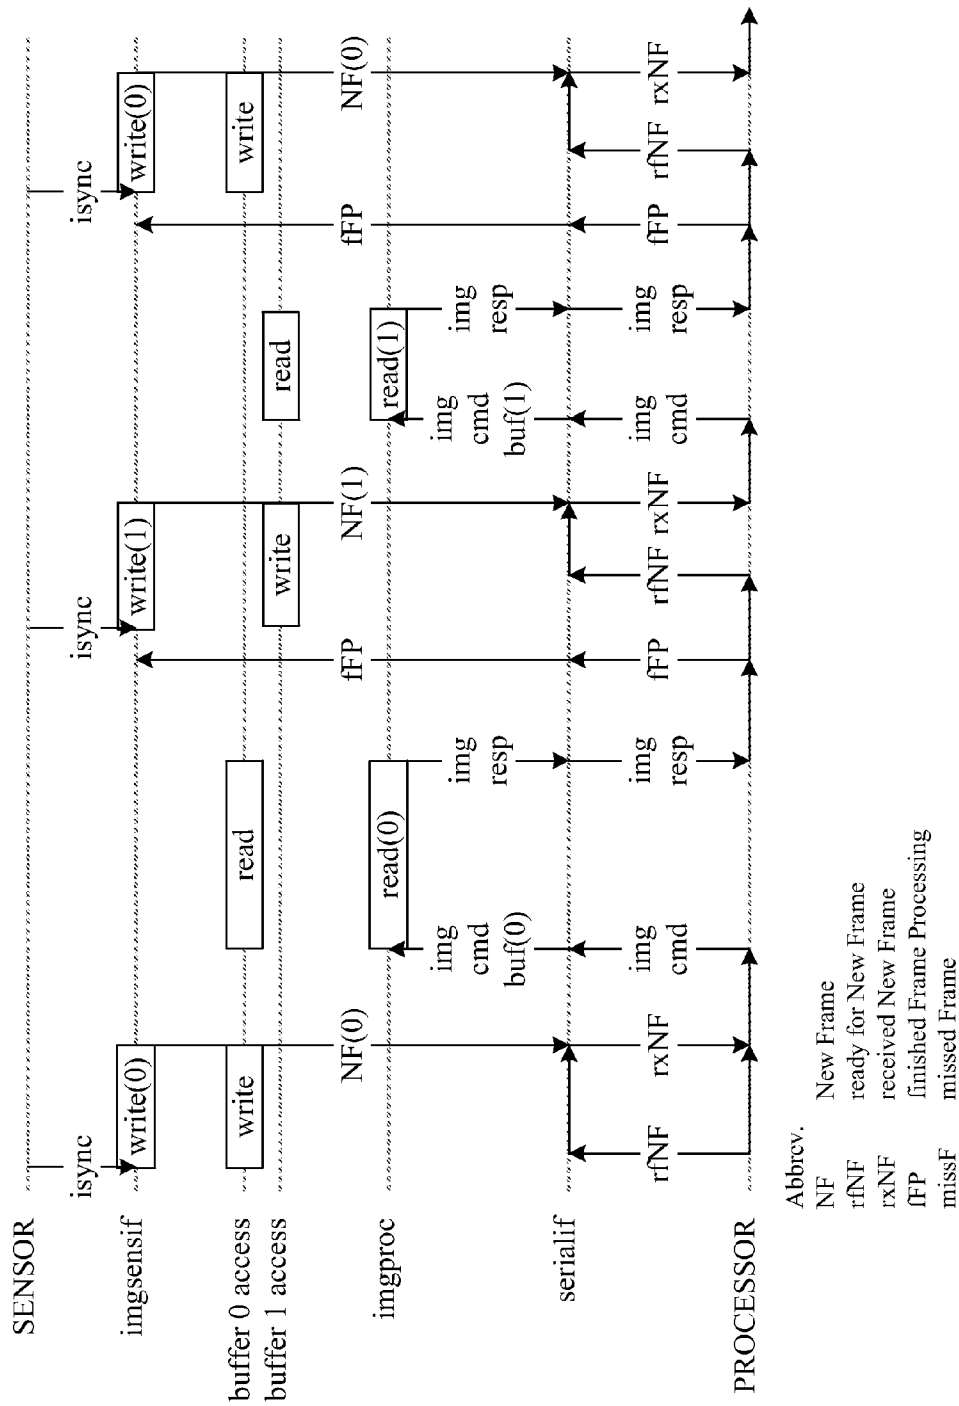 SENSOR
isync
isync
isync
imgsensif
write(0)
write(1)
write(0)
buffer 0 access
write
read
write
buffer 1 access
write
read
NF(0)
fFP
NF(1)
fFP
NF(0)
imgproc
read(0)
read(1)
img
cmd
buf(0)
img
resp
img
cmd
buf(1)
img
resp
serialif
rfNF
rxNF
img
cmd
img
resp
fFP
rfNF
rxNF
img
cmd
img
resp
fFP
rfNF
rxNF
PROCESSOR
Abbrev.
NF New Frame
rfNF ready for New Frame
rxNF received New Frame
fFP finished Frame Processing
missF missed Frame